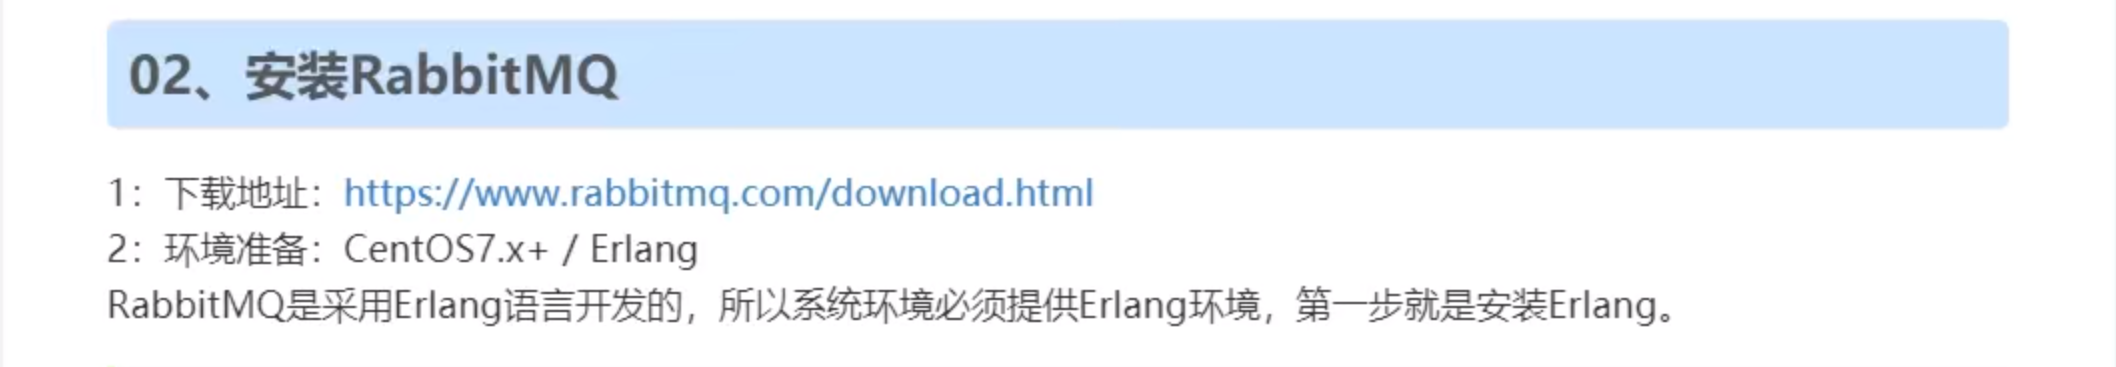 02、安装RabbitMQ
1：下载地址：https://www.rabbitmq.com/download.html
2：环境准备：CentOS7.x+ / Erlang
RabbitMQ是采用Erlang语言开发的，所以系统环境必须提供Erlang环境，第一步就是安装Erlang。